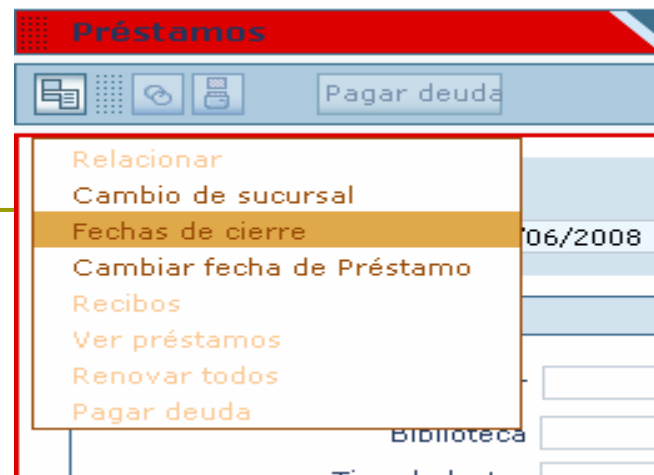 Préstamos
Pagar deuda
Relacionar
Cambio de sucursal
Fechas de cierre
06/2008
Cambiar fecha de Préstamo
Recibos
Ver préstamos
Renovar todos
Pagar deuda
Biblioteca